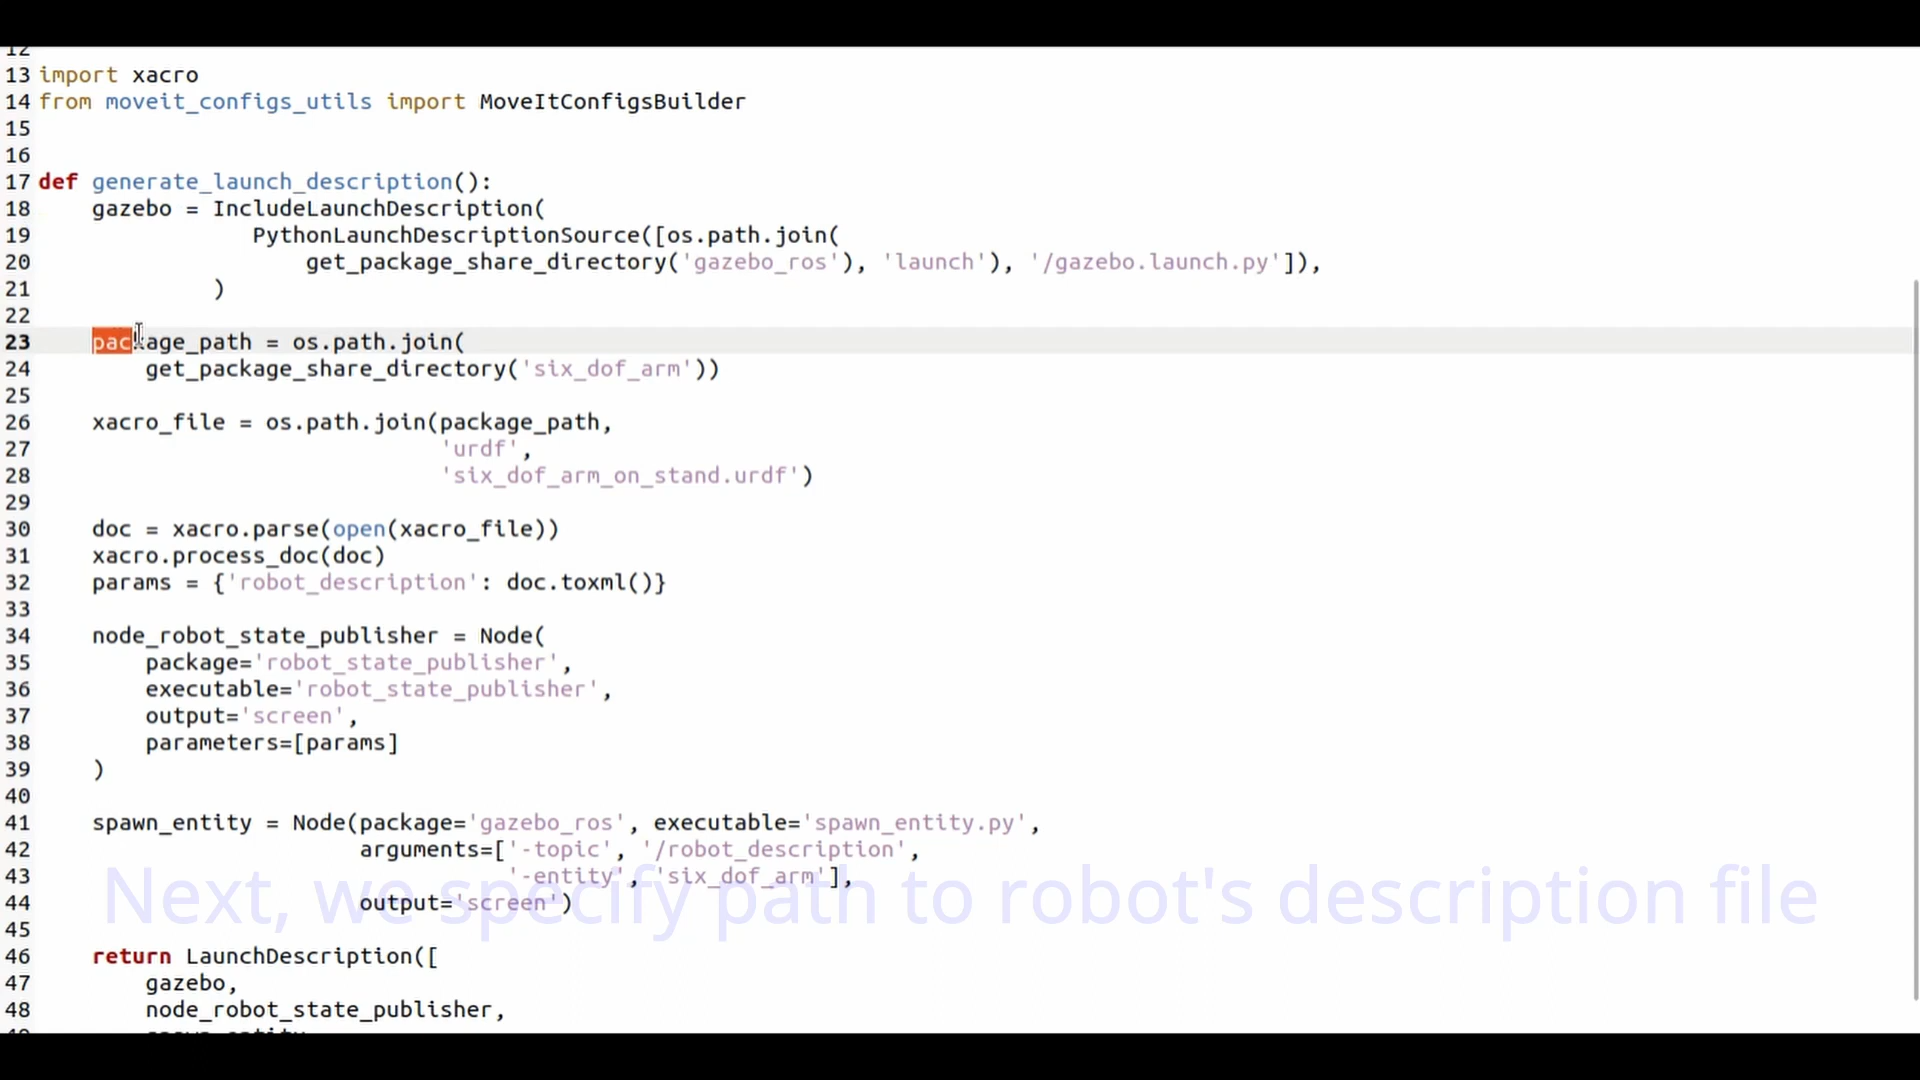 12
13 import xacro
14 from moveit_configs_utils import MoveItConfigsBuilder
15
16
17 def generate_launch_description():
18     gazebo = IncludeLaunchDescription(
19                 PythonLaunchDescriptionSource([os.path.join(
20                     get_package_share_directory('gazebo_ros'), 'launch'), '/gazebo.launch.py']),
21              )
22
23     package_path = os.path.join(
24         get_package_share_directory('six_dof_arm'))
25
26     xacro_file = os.path.join(package_path,
27                               'urdf',
28                               'six_dof_arm_on_stand.urdf')
29
30     doc = xacro.parse(open(xacro_file))
31     xacro.process_doc(doc)
32     params = {'robot_description': doc.toxml()}
33
34     node_robot_state_publisher = Node(
35         package='robot_state_publisher',
36         executable='robot_state_publisher',
37         output='screen',
38         parameters=[params]
39     )
40
41     spawn_entity = Node(package='gazebo_ros', executable='spawn_entity.py',
42                         arguments=['-topic', '/robot_description',
43                                    '-entity', 'six_dof_arm'],
44                         output='screen')
Next, we specify path to robot's description file
45
46     return LaunchDescription([
47         gazebo,
48         node_robot_state_publisher,